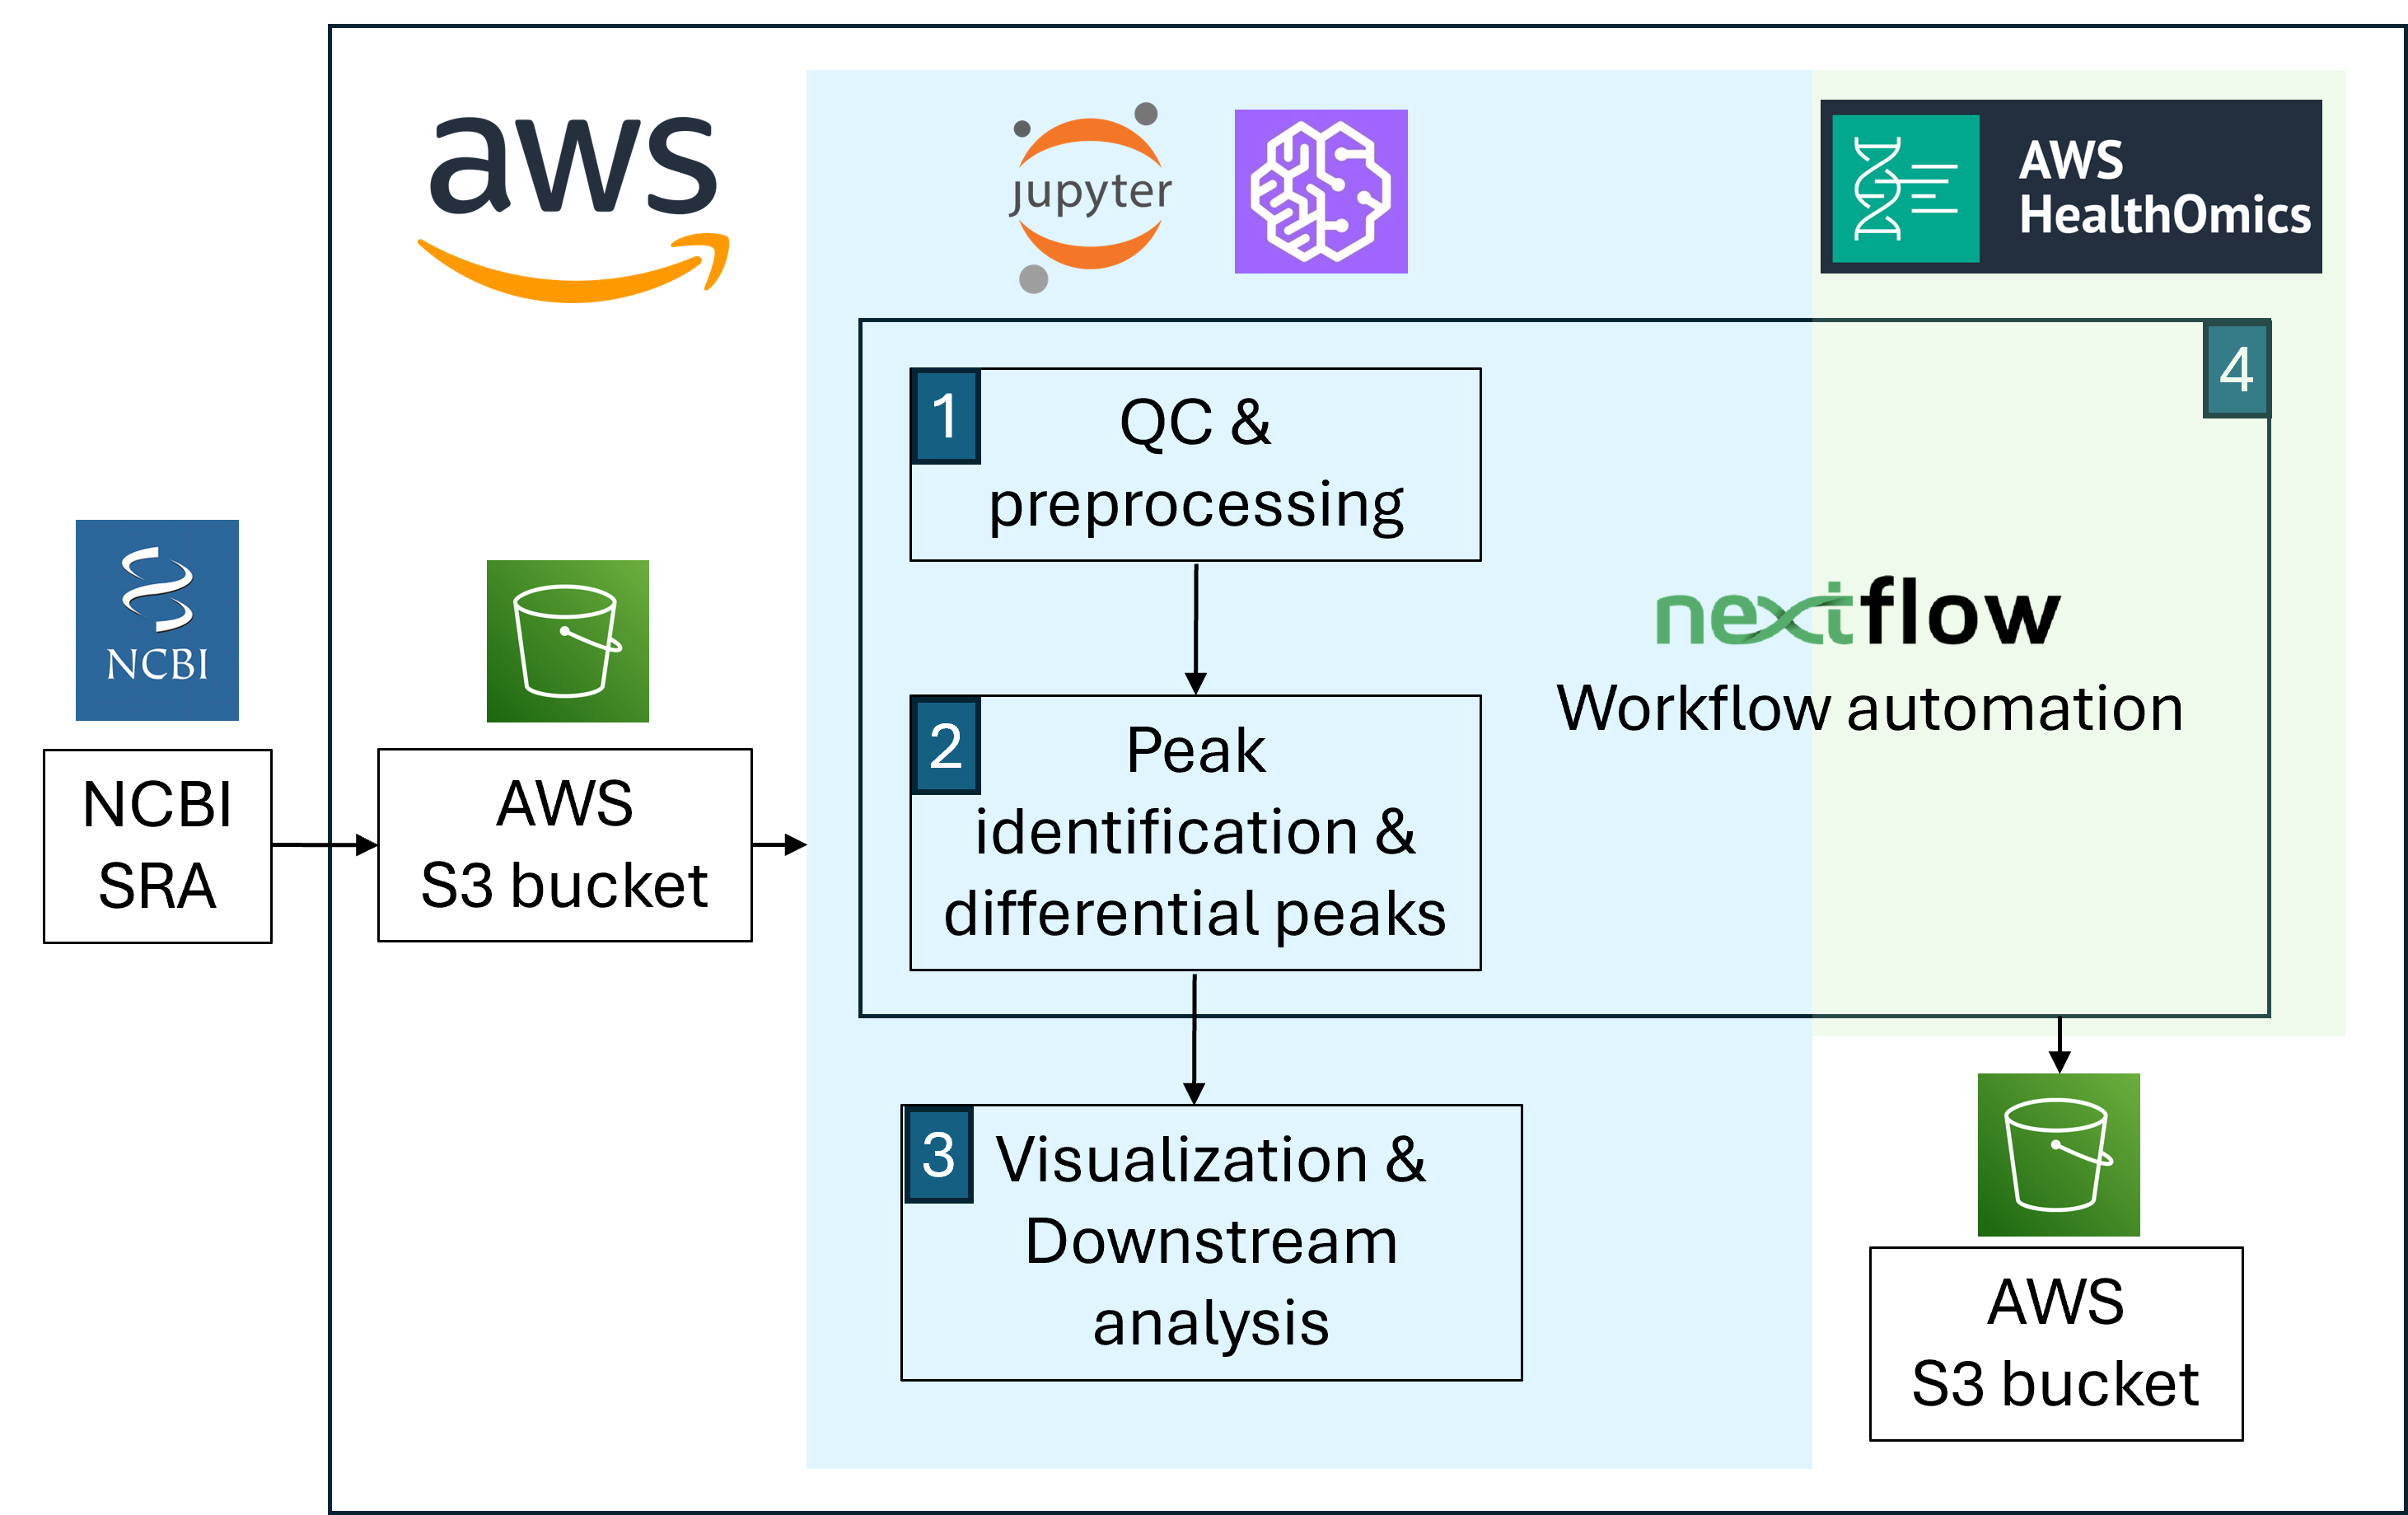 aws
jupyter
AWS
HealthOmics
4
1
QC &
preprocessing
NCBI
nextflow
Workflow automation
2
Peak
identification &
differential peaks
NCBI
SRA
AWS
S3 bucket
3
Visualization &
Downstream
analysis
AWS
S3 bucket